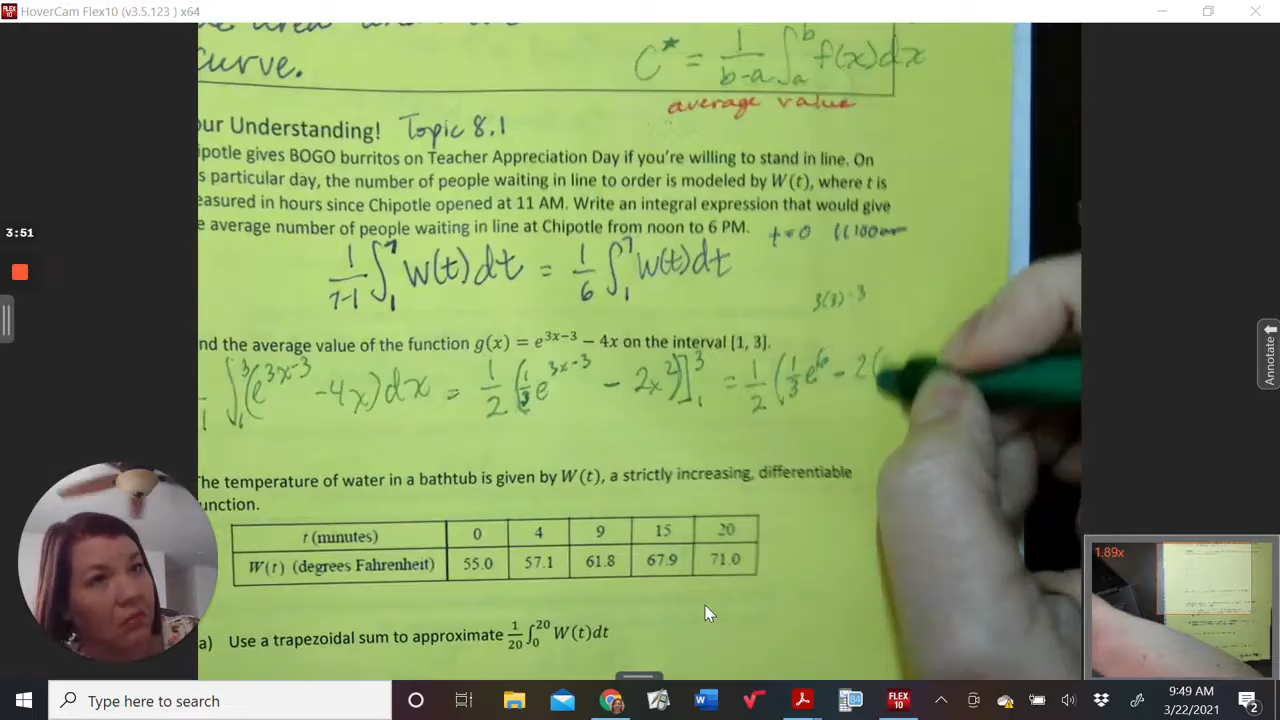 HoverCam Flex10 (v3.5.123) x64
curve.
C* = 1/(b-a) ∫_a^b f(x)dx
average value
our Understanding! Topic 8.1
ipotle gives BOGO burritos on Teacher Appreciation Day if you're willing to stand in line. On
s particular day, the number of people waiting in line to order is modeled by W(t), where t is
easured in hours since Chipotle opened at 11 AM. Write an integral expression that would give
e average number of people waiting in line at Chipotle from noon to 6 PM.
t=0 1100am
1/(7-1) ∫_1^7 W(t)dt = 1/6 ∫_1^7 W(t)dt
3(3)-3
nd the average value of the function g(x) = e^(3x−3) − 4x on the interval [1, 3].
∫_1^3 (e^(3x-3) -4x)dx = 1/2 (1/3 e^(3x-3) - 2x^2)]_1^3 = 1/2 (1/3 e^6 - 2(
The temperature of water in a bathtub is given by W(t), a strictly increasing, differentiable
unction.
t (minutes) 0 4 9 15 20
W(t) (degrees Fahrenheit) 55.0 57.1 61.8 67.9 71.0
a) Use a trapezoidal sum to approximate 1/20 ∫_0^20 W(t)dt
3:51
Annotate
1.89x
Type here to search
FLEX 10
9:49 AM
3/22/2021
2